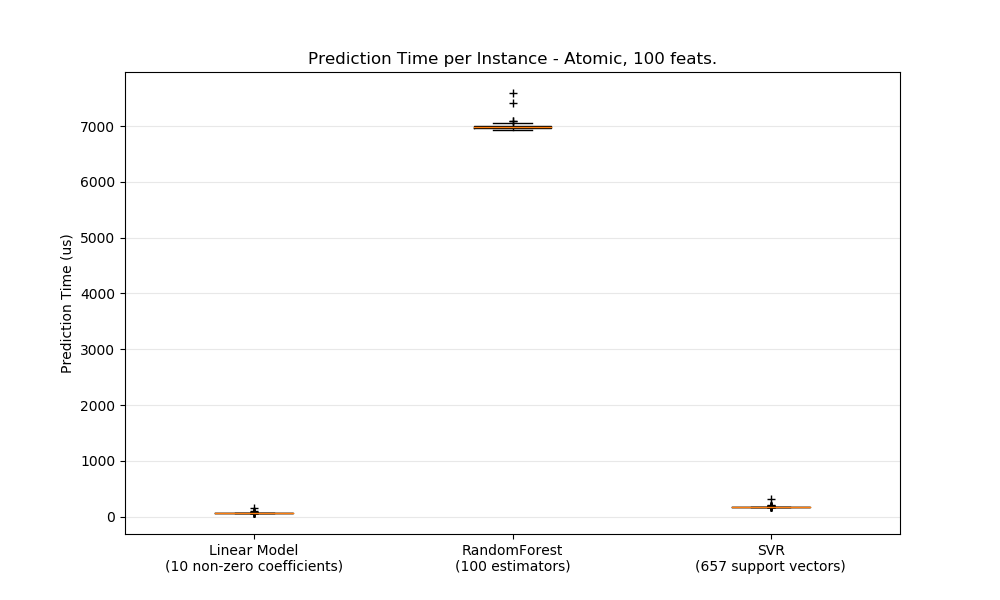 Prediction Time per Instance - Atomic, 100 feats.
Prediction Time (us)
7000
6000
5000
4000
3000
2000
1000
0
Linear Model
(10 non-zero coefficients)
RandomForest
(100 estimators)
SVR
(657 support vectors)